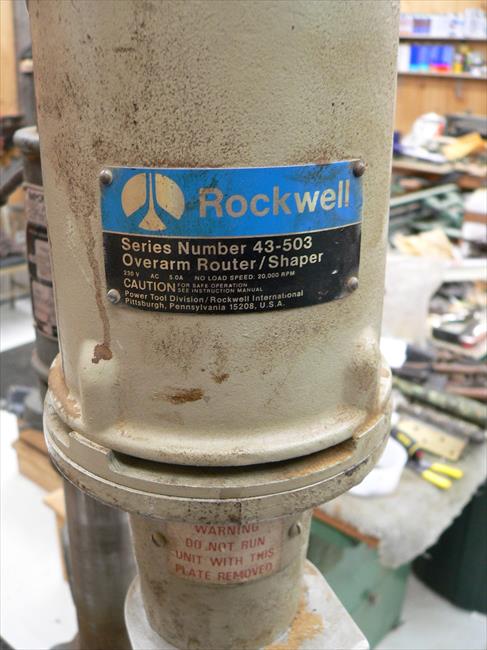 Rockwell
Series Number 43-503
Overarm Router/Shaper
230 V AC 5.0A NO LOAD SPEED: 20,000 RPM
CAUTION FOR SAFE OPERATION
SEE INSTRUCTION MANUAL
Power Tool Division/Rockwell International
Pittsburgh, Pennsylvania 15208, U.S.A.
WARNING
DO NOT RUN
UNIT WITH THIS
PLATE REMOVED